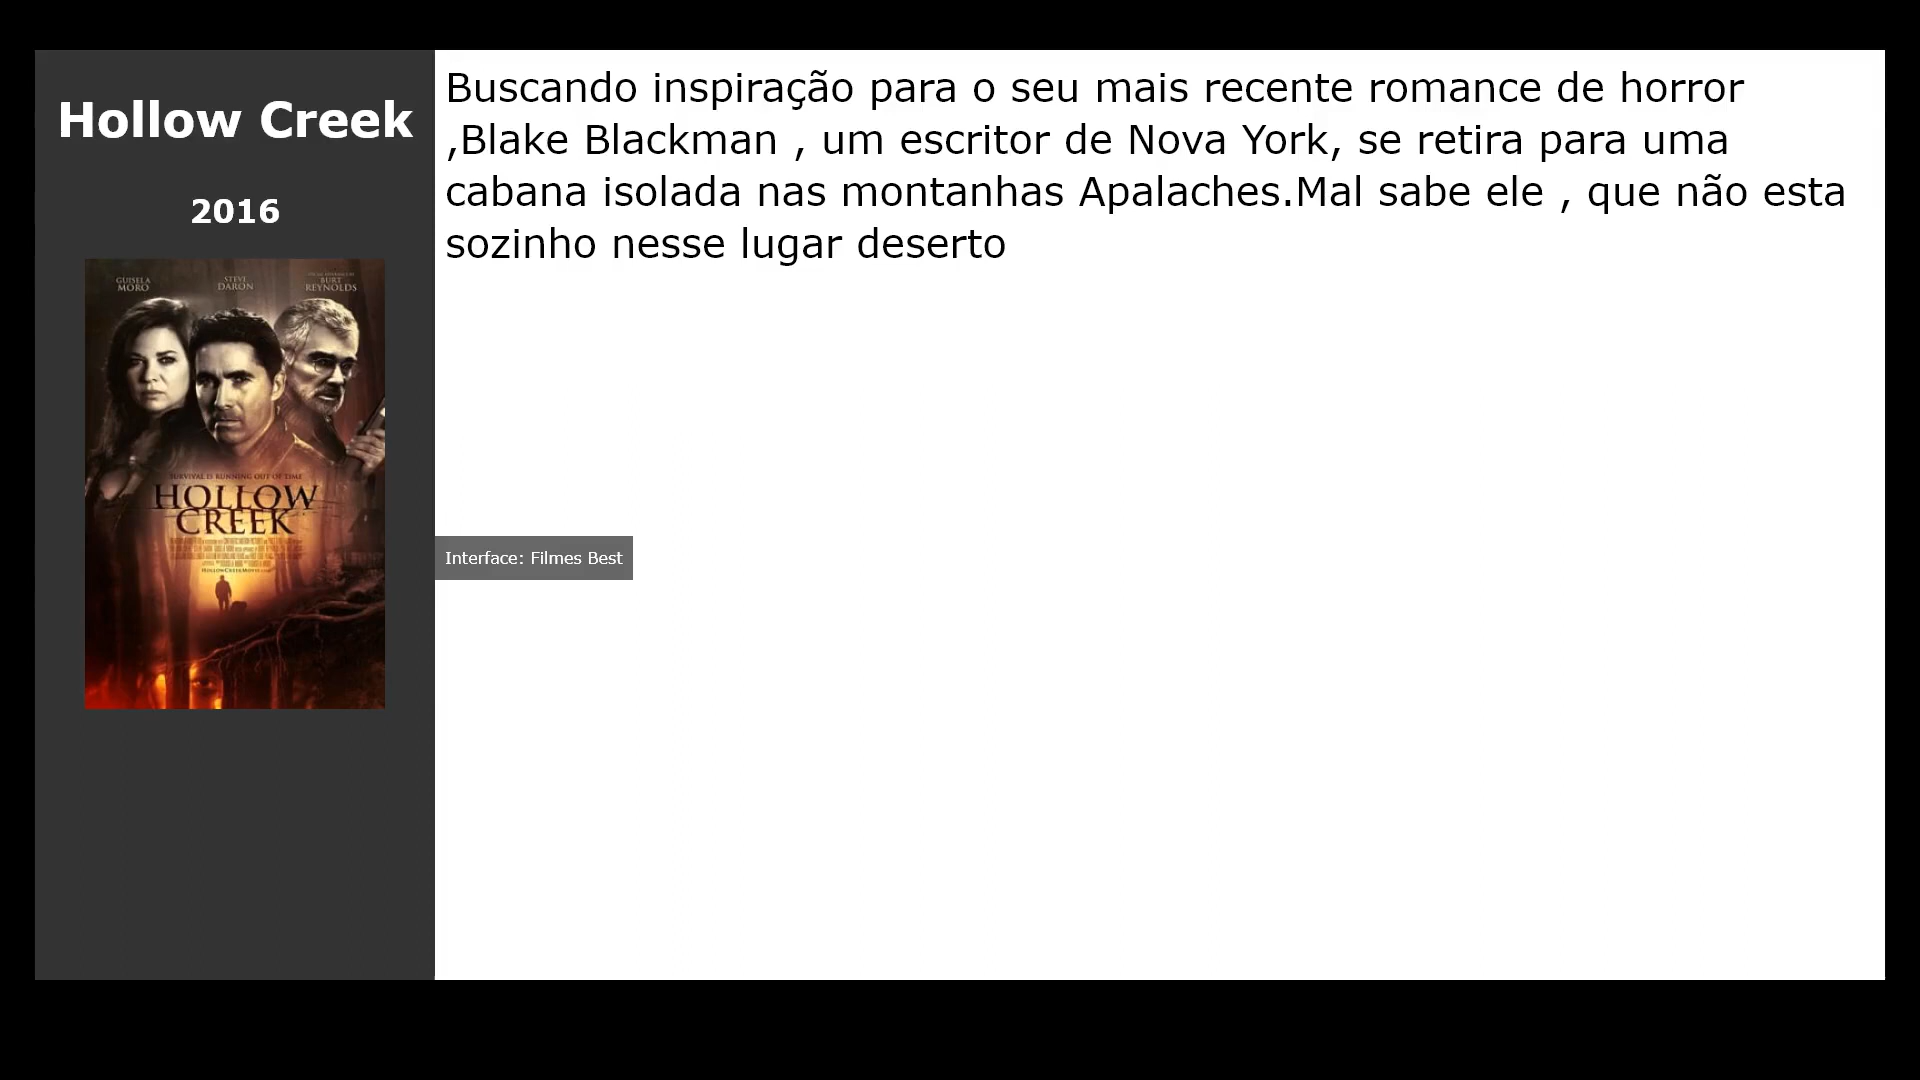 Hollow Creek
2016
GUISELA
MORO
STEVE
DARON
BURT
REYNOLDS
SURVIVAL IS RUNNING OUT OF TIME
HOLLOW
CREEK
HOLLOWCREEKMOVIE.COM
Buscando inspiração para o seu mais recente romance de horror
,Blake Blackman , um escritor de Nova York, se retira para uma
cabana isolada nas montanhas Apalaches.Mal sabe ele , que não esta
sozinho nesse lugar deserto
Interface: Filmes Best